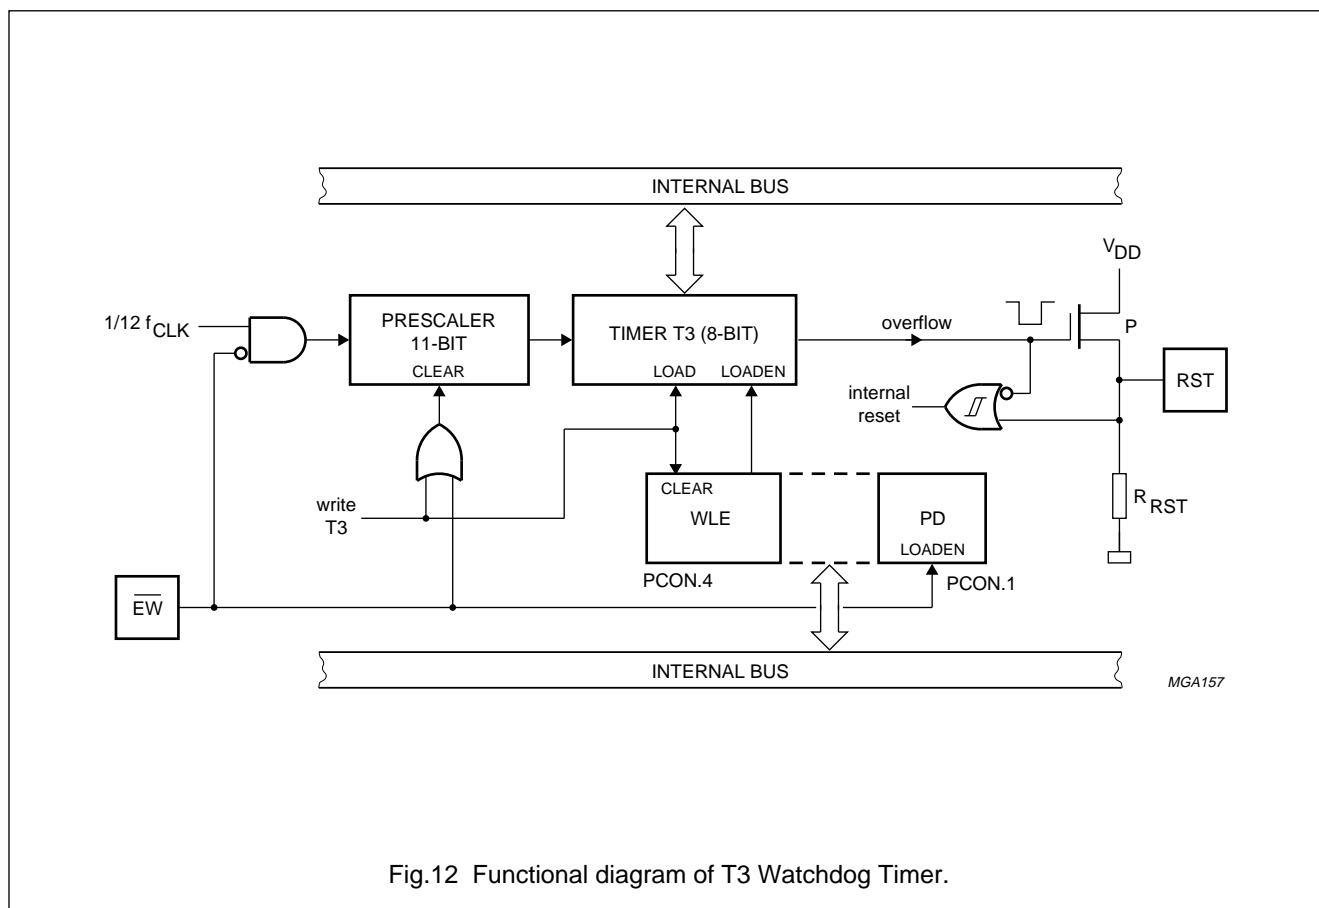 INTERNAL BUS
VDD
1/12 fCLK
PRESCALER
11-BIT
CLEAR
TIMER T3 (8-BIT)
LOAD LOADEN
overflow
P
RST
internal
reset
write
T3
CLEAR
WLE
PCON.4
PD
LOADEN
PCON.1
RRST
EW
INTERNAL BUS
MGA157
Fig.12 Functional diagram of T3 Watchdog Timer.